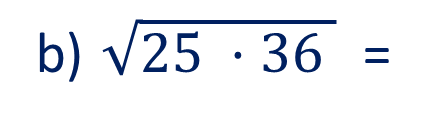 b) √25 · 36 =